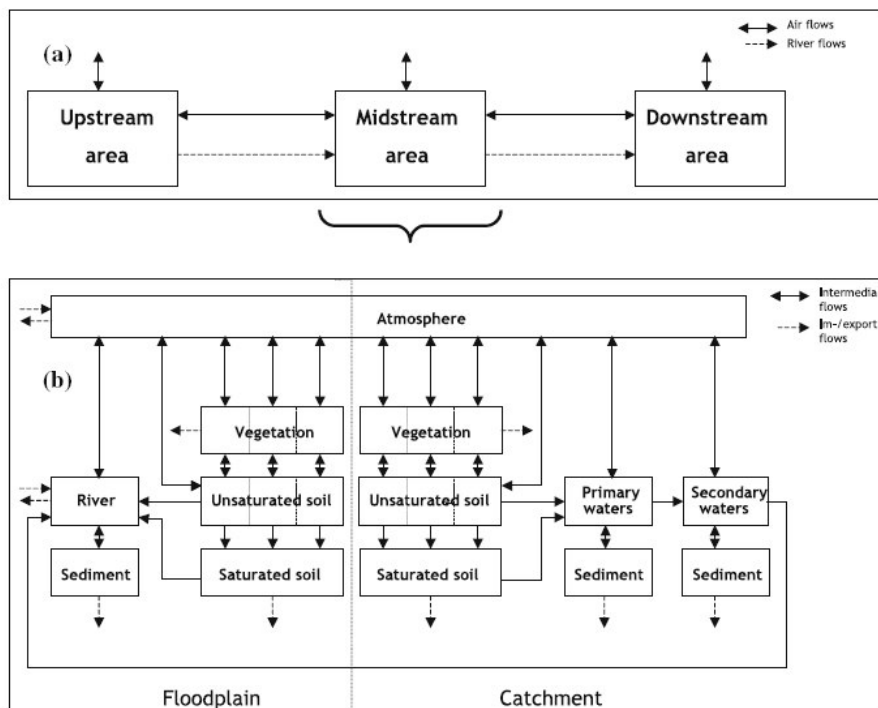 Air flows
River flows
(a)
Upstream
area
Midstream
area
Downstream
area
Intermedia
flows
Im-/export
flows
Atmosphere
(b)
Vegetation
Vegetation
River
Unsaturated soil
Unsaturated soil
Primary
waters
Secondary
waters
Sediment
Saturated soil
Saturated soil
Sediment
Sediment
Floodplain
Catchment